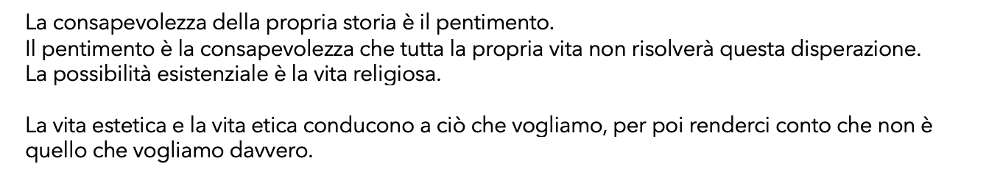 La consapevolezza della propria storia è il pentimento.
Il pentimento è la consapevolezza che tutta la propria vita non risolverà questa disperazione.
La possibilità esistenziale è la vita religiosa.
La vita estetica e la vita etica conducono a ciò che vogliamo, per poi renderci conto che non è
quello che vogliamo davvero.